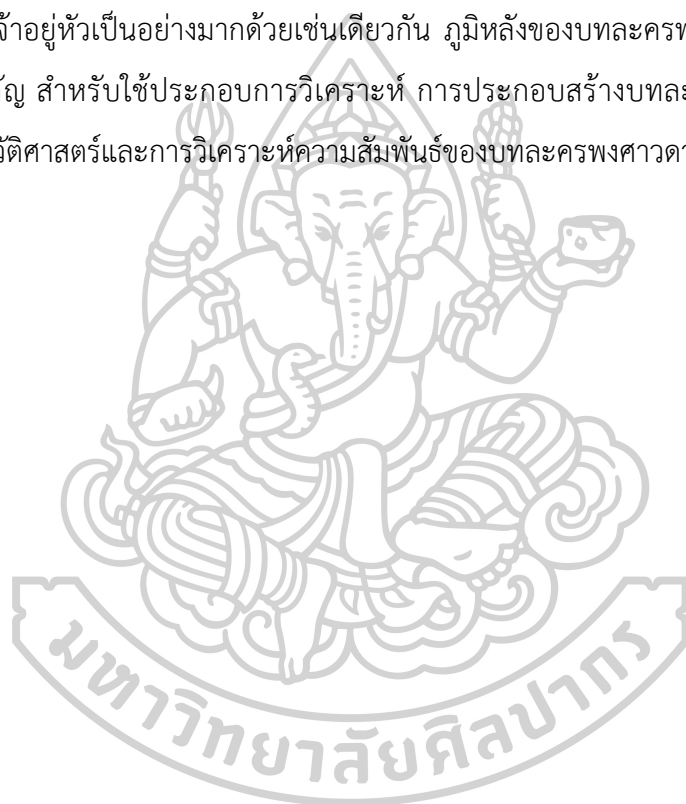 จ้าอยู่หัวเป็นอย่างมากด้วยเช่นเดียวกัน ภูมิหลังของบทละครพ
ัญ สำหรับใช้ประกอบการวิเคราะห์ การประกอบสร้างบทละ
วัติศาสตร์และการวิเคราะห์ความสัมพันธ์ของบทละครพงศาวดา
มหาวิทยาลัยศิลปากร